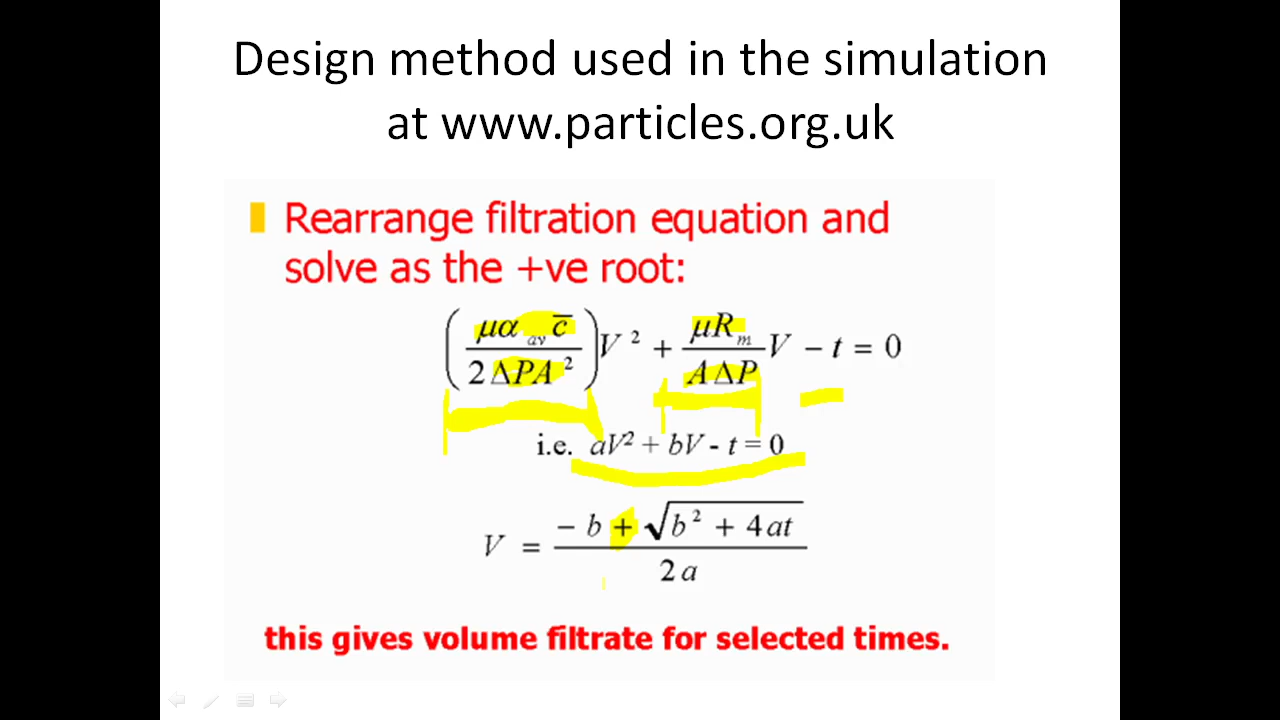 Design method used in the simulation
at www.particles.org.uk
Rearrange filtration equation and
solve as the +ve root:
(μα_av c̄ / 2ΔPA²)V² + (μR_m / AΔP)V − t = 0
i.e. aV² + bV - t = 0
V = (− b + √(b² + 4at)) / 2a
this gives volume filtrate for selected times.